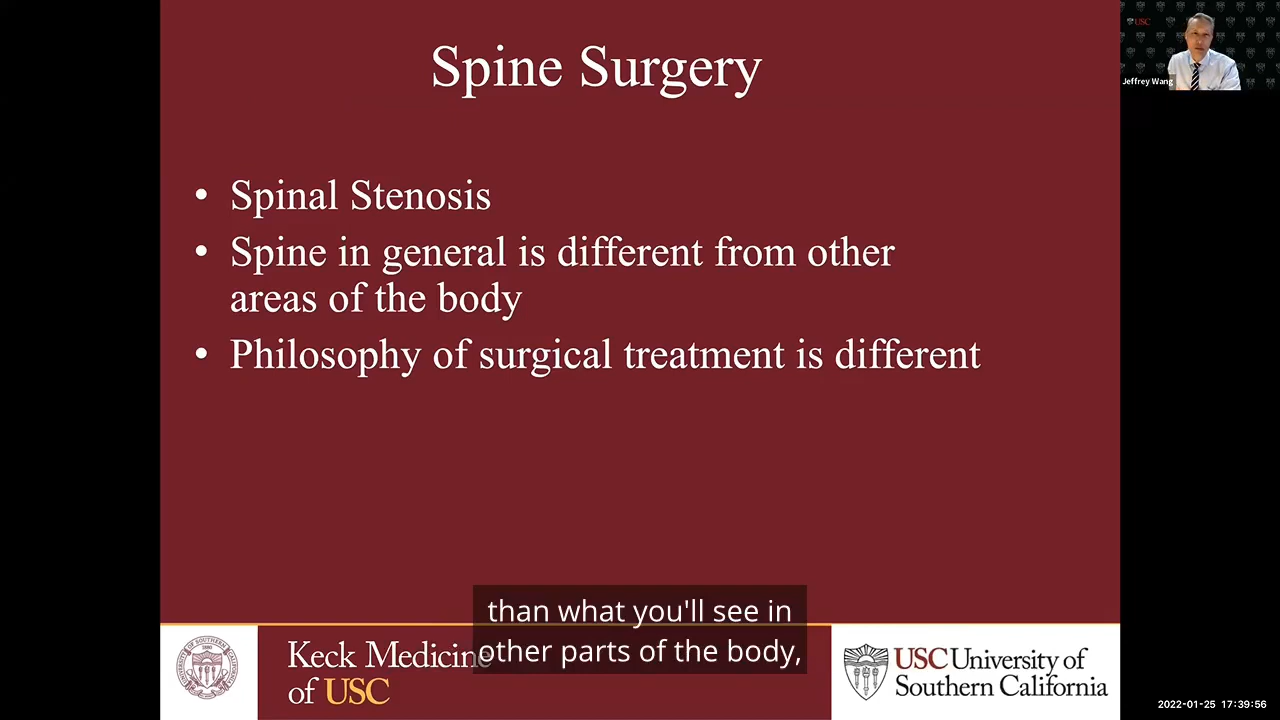 Spine Surgery
USC
Jeffrey Wang
• Spinal Stenosis
• Spine in general is different from other
areas of the body
• Philosophy of surgical treatment is different
than what you'll see in
other parts of the body,
Keck Medicine
of USC
USC University of
Southern California
2022-01-25 17:39:56